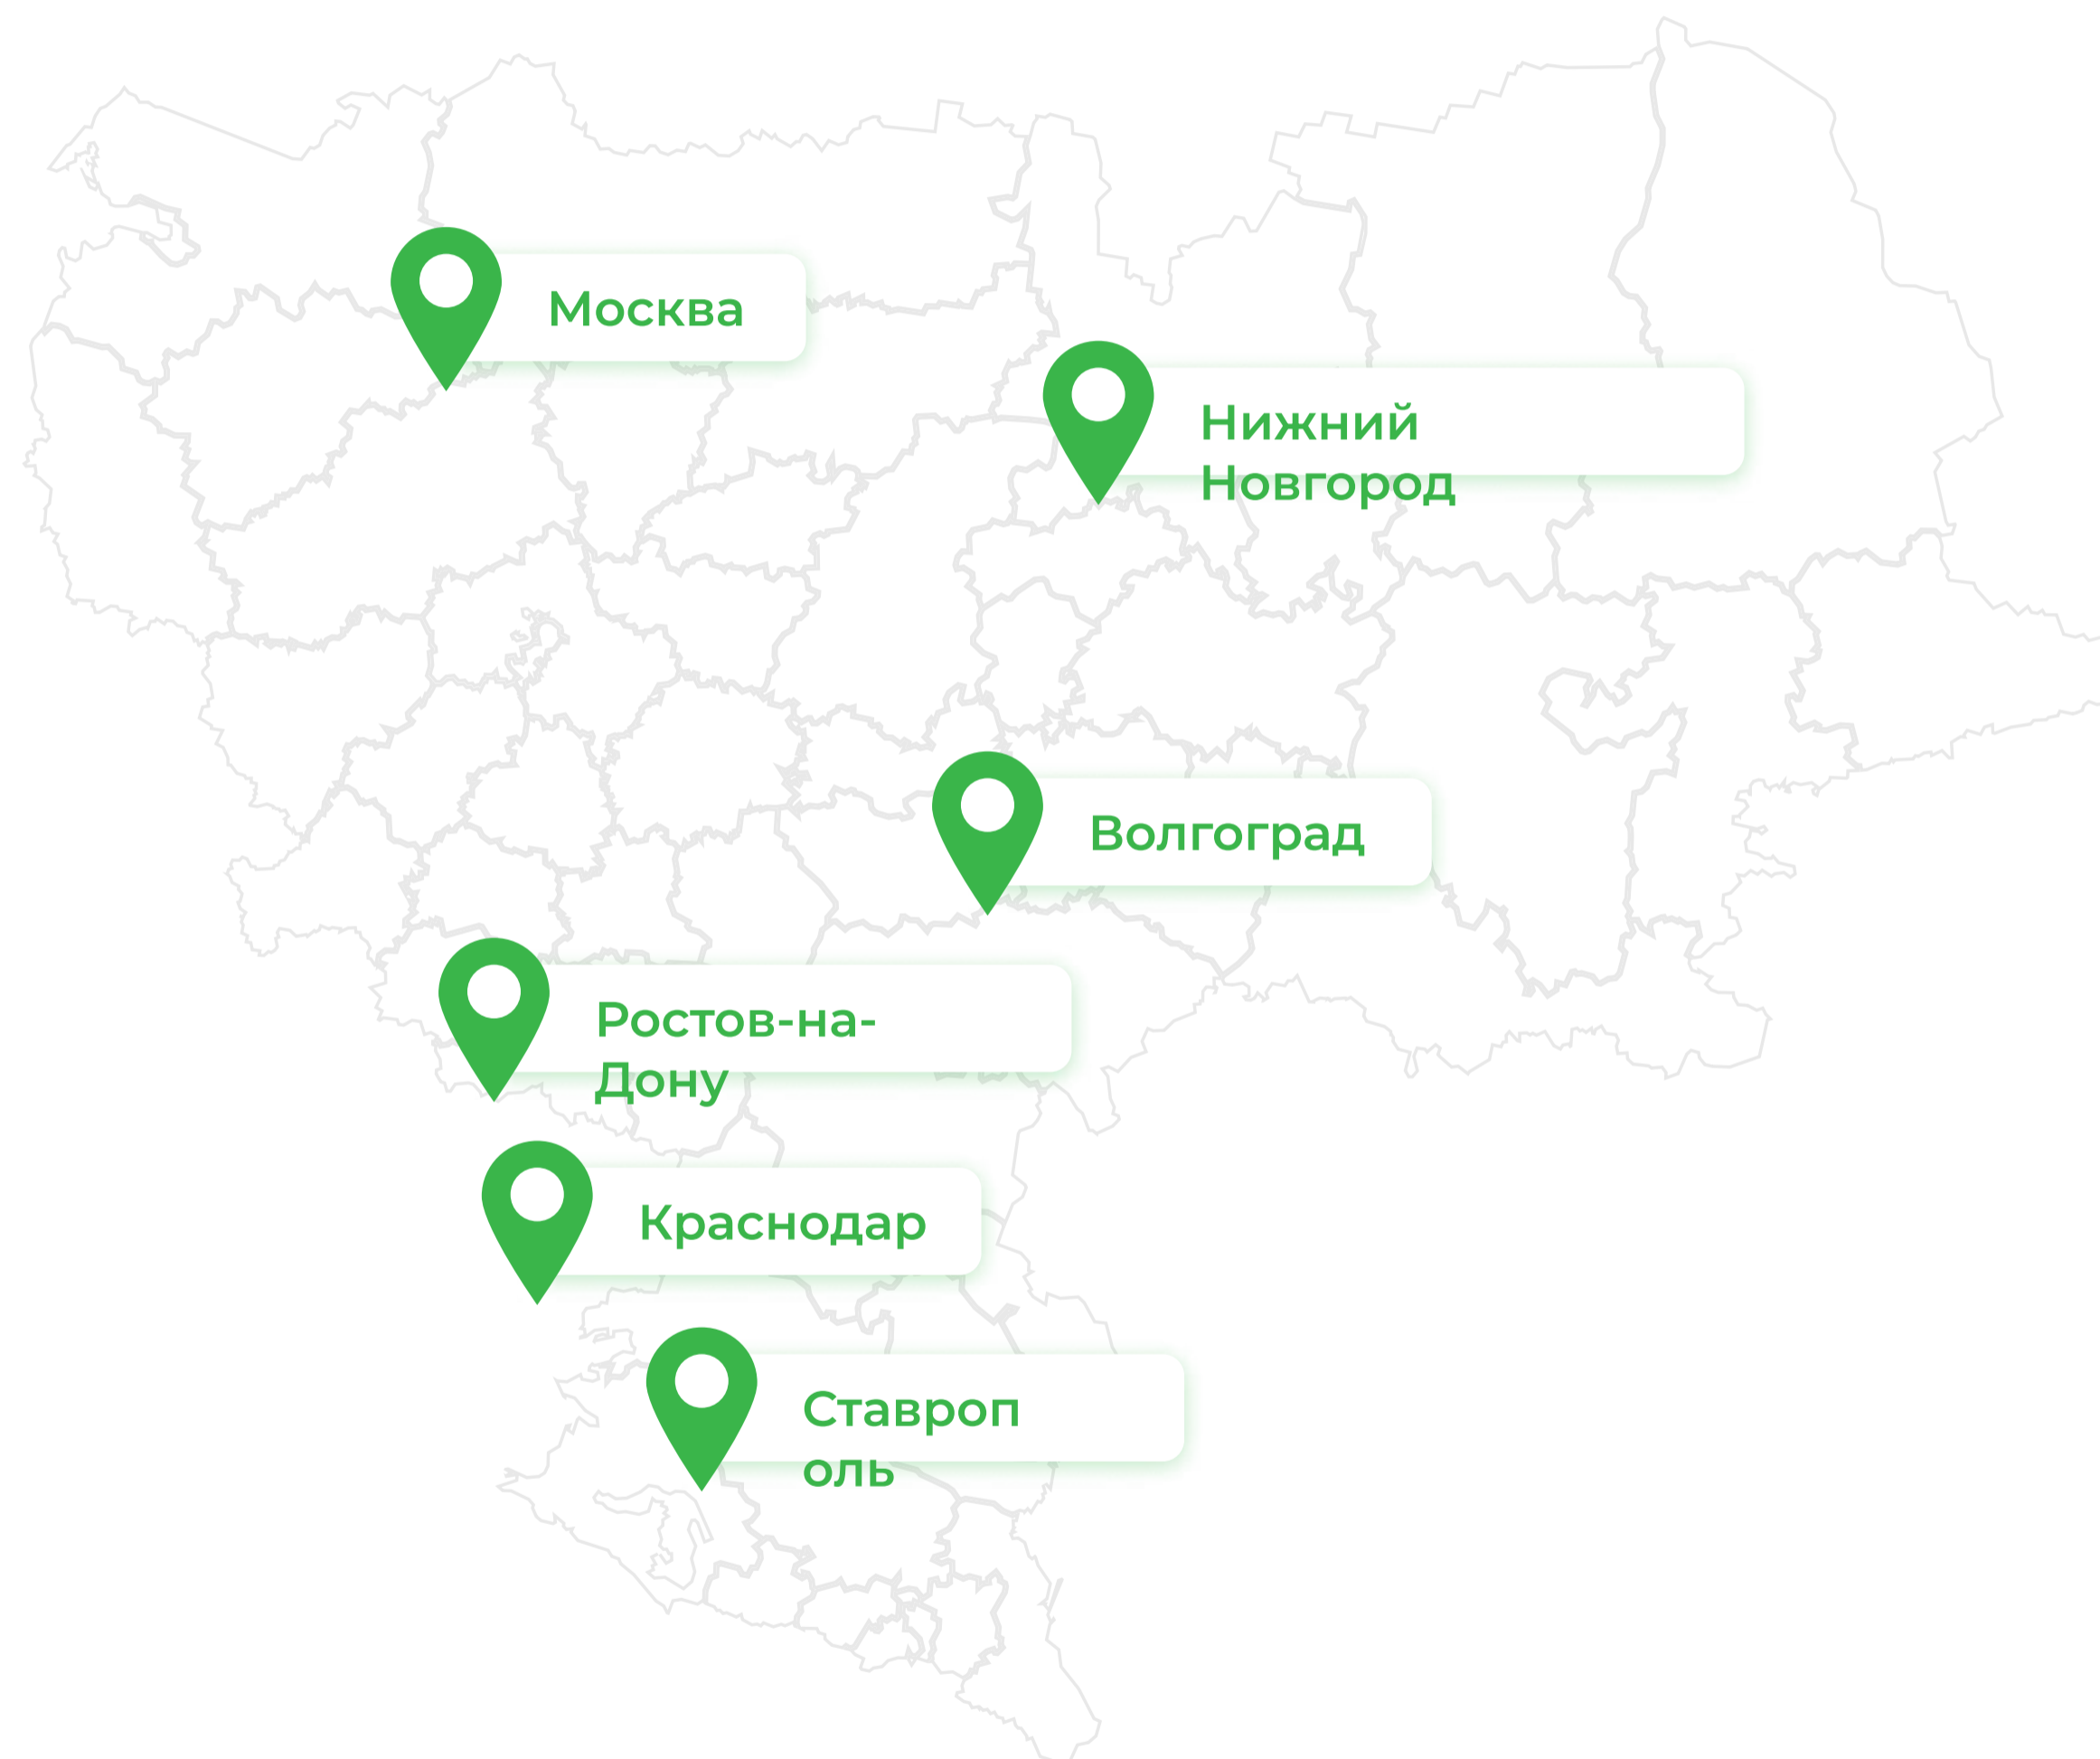 Москва
Нижний
Новгород
Волгоград
Ростов-на-
Дону
Краснодар
Ставроп
оль